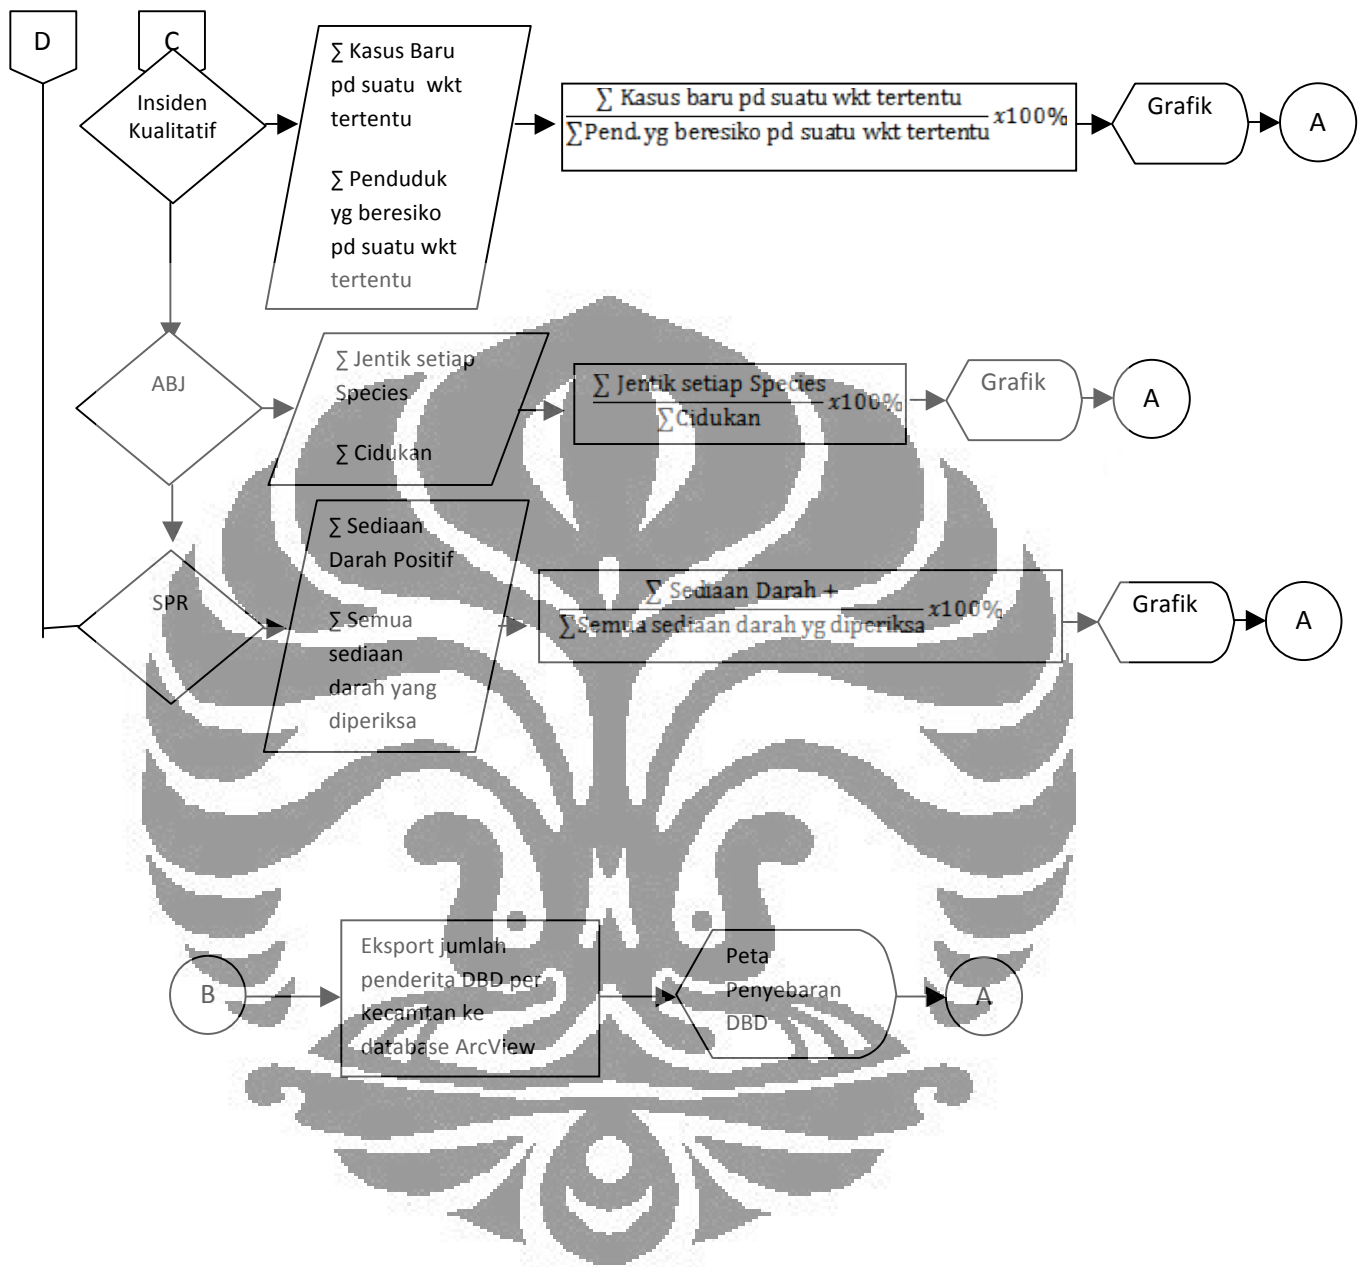 D
C
Insiden
Kualitatif
∑ Kasus Baru
pd suatu wkt
tertentu
∑ Penduduk
yg beresiko
pd suatu wkt
tertentu
∑ Kasus baru pd suatu wkt tertentu
∑Pend.yg beresiko pd suatu wkt tertentu
x100%
Grafik
A
ABJ
∑ Jentik setiap
Species
∑ Cidukan
∑ Jentik setiap Species
∑Cidukan
x100%
Grafik
A
SPR
∑ Sediaan
Darah Positif
∑ Semua
sediaan
darah yang
diperiksa
∑ Sediaan Darah +
∑Semua sediaan darah yg diperiksa
x100%
Grafik
A
B
Eksport jumlah
penderita DBD per
kecamtan ke
database ArcView
Peta
Penyebaran
DBD
A